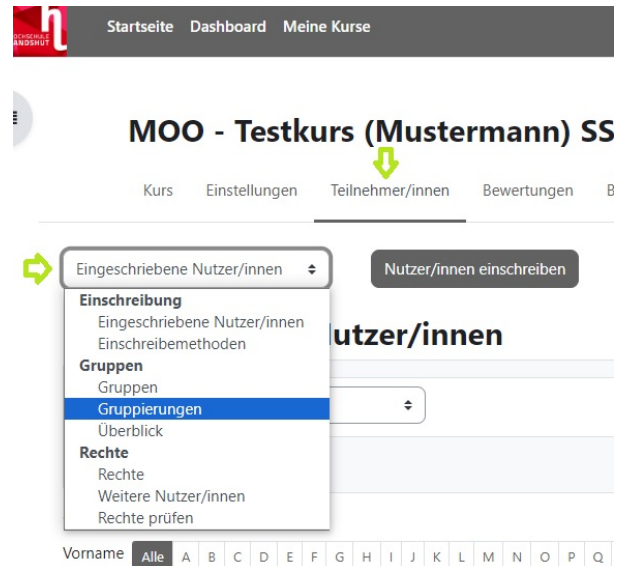 HOCHSCHULE
LANDSHUT
Startseite Dashboard Meine Kurse
MOO - Testkurs (Mustermann) SS
Kurs Einstellungen Teilnehmer/innen Bewertungen B
Eingeschriebene Nutzer/innen Nutzer/innen einschreiben
Einschreibung
Eingeschriebene Nutzer/innen
Einschreibemethoden
utzer/innen
Gruppen
Gruppen
Gruppierungen
Überblick
Rechte
Rechte
Weitere Nutzer/innen
Rechte prüfen
Vorname Alle A B C D E F G H I J K L M N O P Q